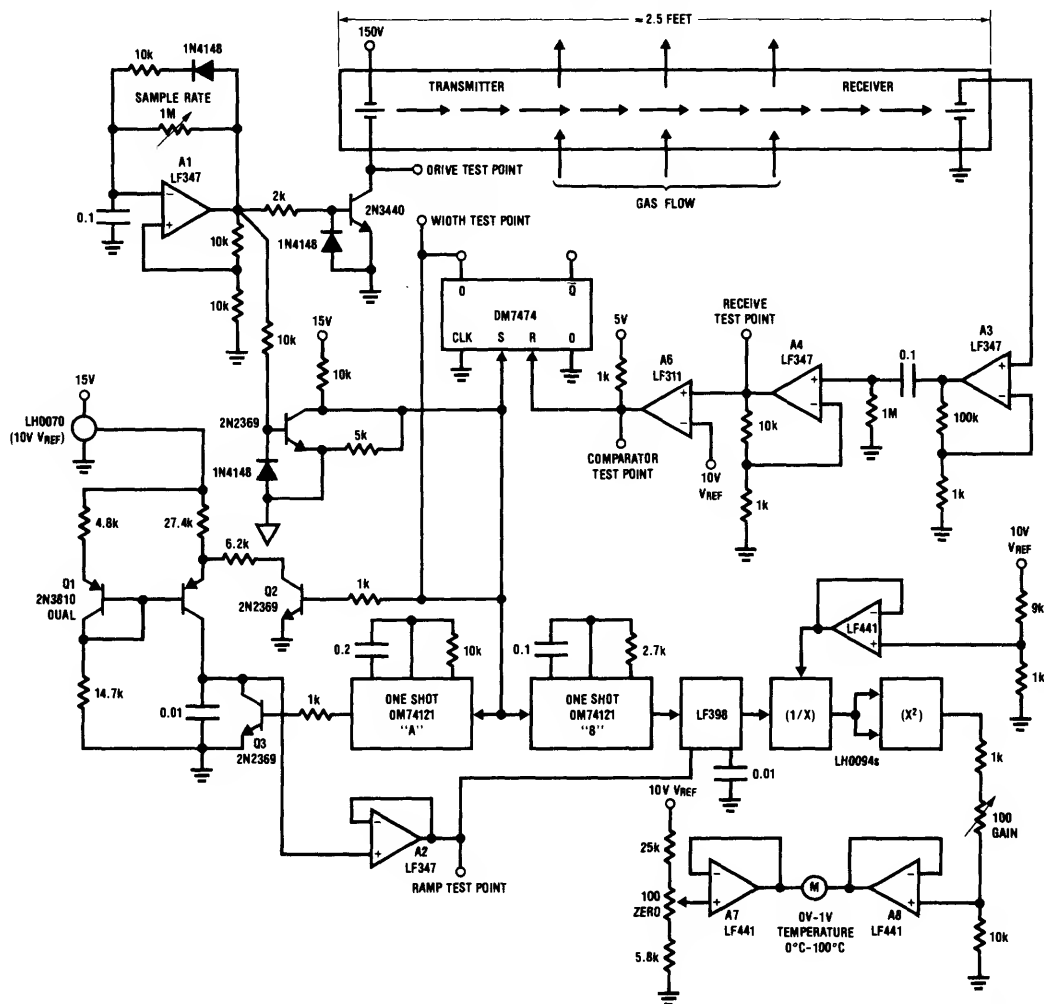 ≈ 2.5 FEET
150V
TRANSMITTER
RECEIVER
GAS FLOW
DRIVE TEST POINT
10k
1N4148
SAMPLE RATE
1M
A1
LF347
0.1
2k
2N3440
1N4148
10k
10k
WIDTH TEST POINT
Q
Q̅
DM7474
CLK
S
R
D
10k
15V
10k
2N2369
5k
1N4148
5V
1k
A6
LF311
COMPARATOR
TEST POINT
10V
VREF
RECEIVE
TEST POINT
A4
LF347
10k
1k
1M
0.1
A3
LF347
100k
1k
15V
LH0070
(10V VREF)
4.8k
27.4k
6.2k
Q1
2N3810
DUAL
Q2
2N2369
1k
14.7k
0.01
Q3
2N2369
1k
0.2
10k
ONE SHOT
DM74121
"A"
0.1
2.7k
ONE SHOT
DM74121
"B"
LF398
0.01
LF441
10V
VREF
9k
1k
(1/X)
(X²)
LH0094s
1k
100
GAIN
10k
A2
LF347
RAMP TEST POINT
10V VREF
25k
100
ZERO
5.8k
A7
LF441
M
0V-1V
TEMPERATURE
0°C-100°C
A8
LF441